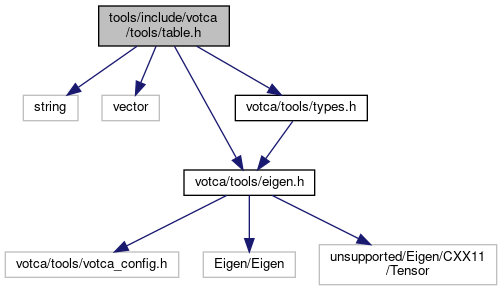 tools/include/votca
/tools/table.h
string
vector
votca/tools/types.h
votca/tools/eigen.h
votca/tools/votca_config.h
Eigen/Eigen
unsupported/Eigen/CXX11
/Tensor